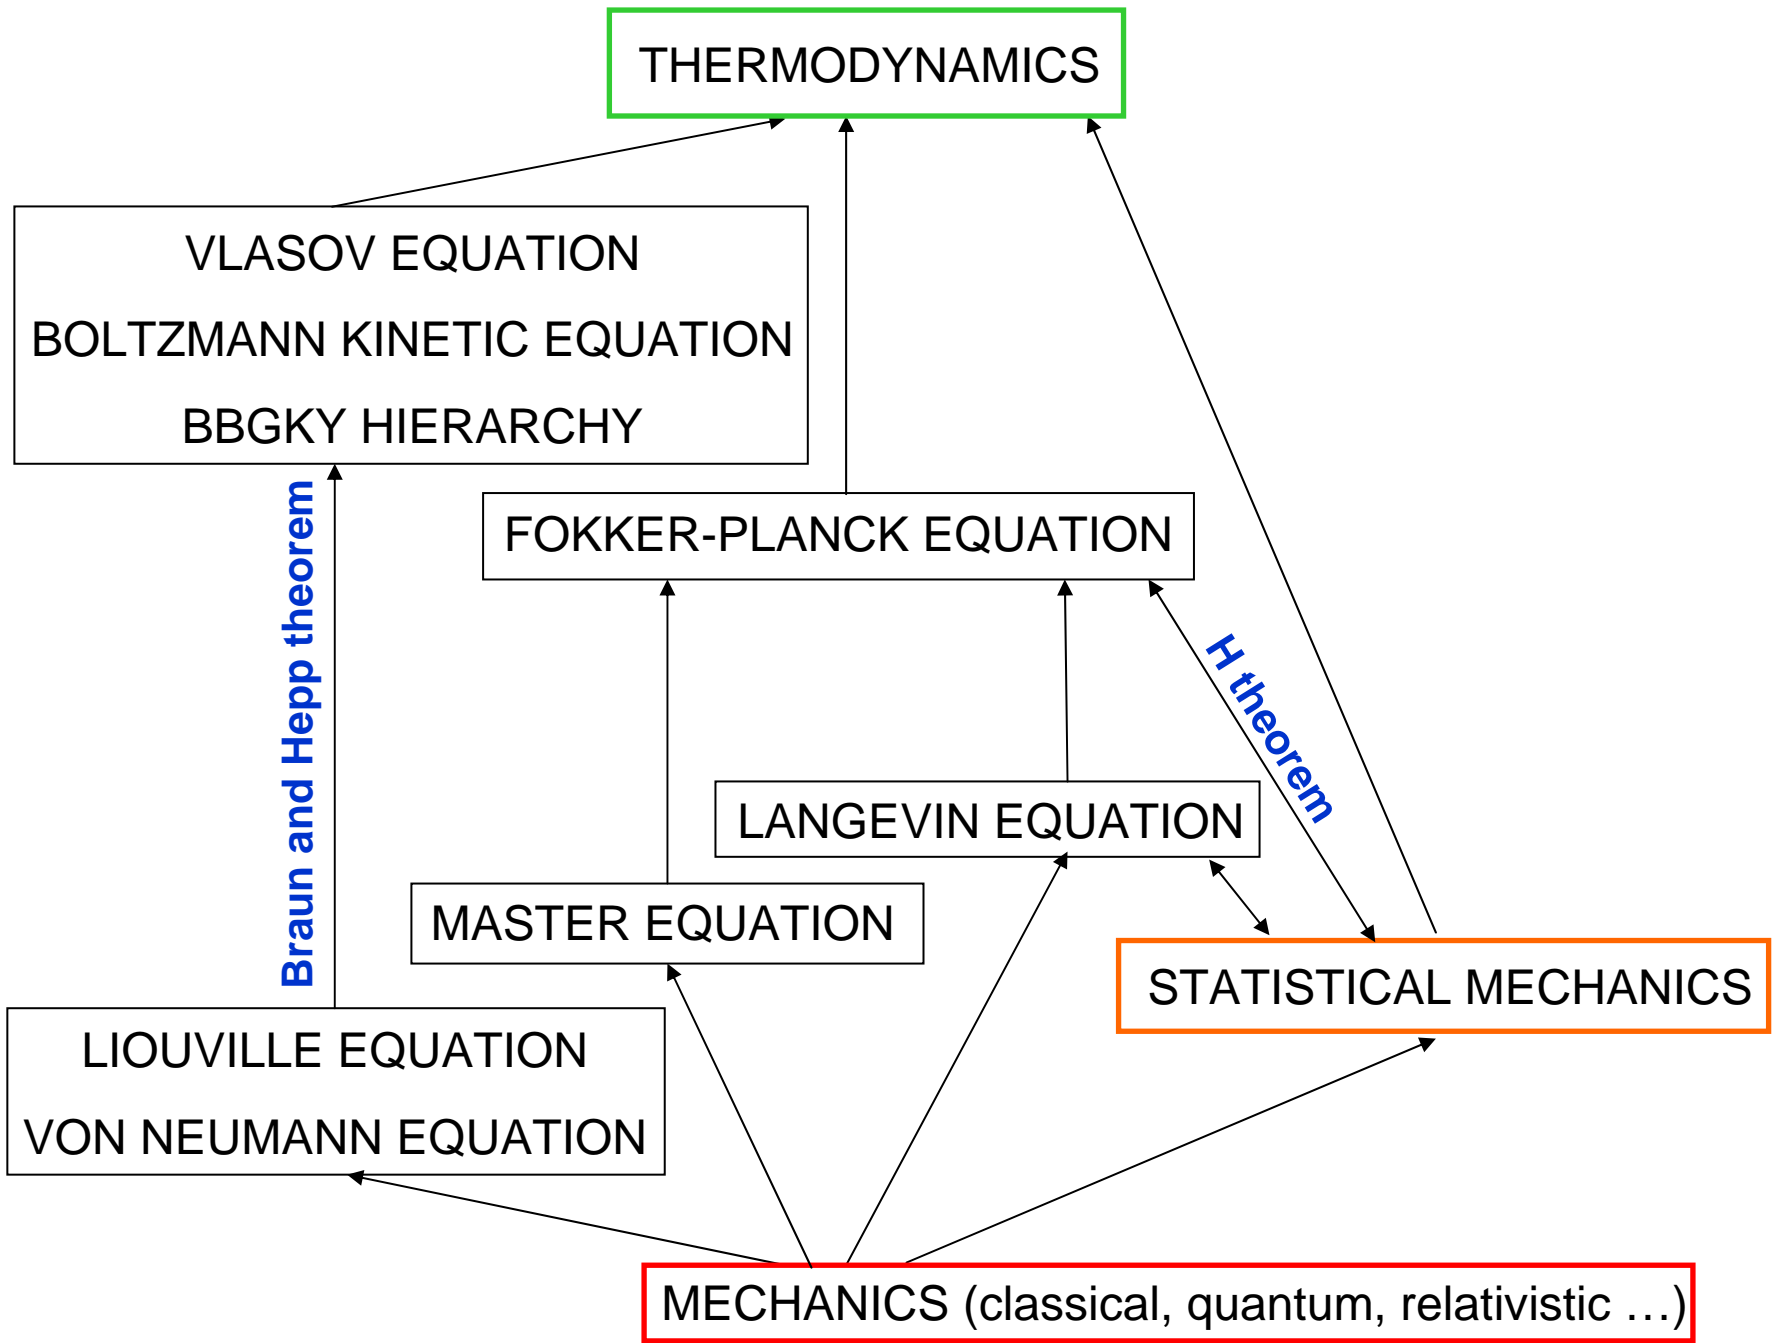 THERMODYNAMICS
VLASOV EQUATION
BOLTZMANN KINETIC EQUATION
BBGKY HIERARCHY
Braun and Hepp theorem
FOKKER-PLANCK EQUATION
H theorem
LANGEVIN EQUATION
MASTER EQUATION
STATISTICAL MECHANICS
LIOUVILLE EQUATION
VON NEUMANN EQUATION
MECHANICS (classical, quantum, relativistic …)